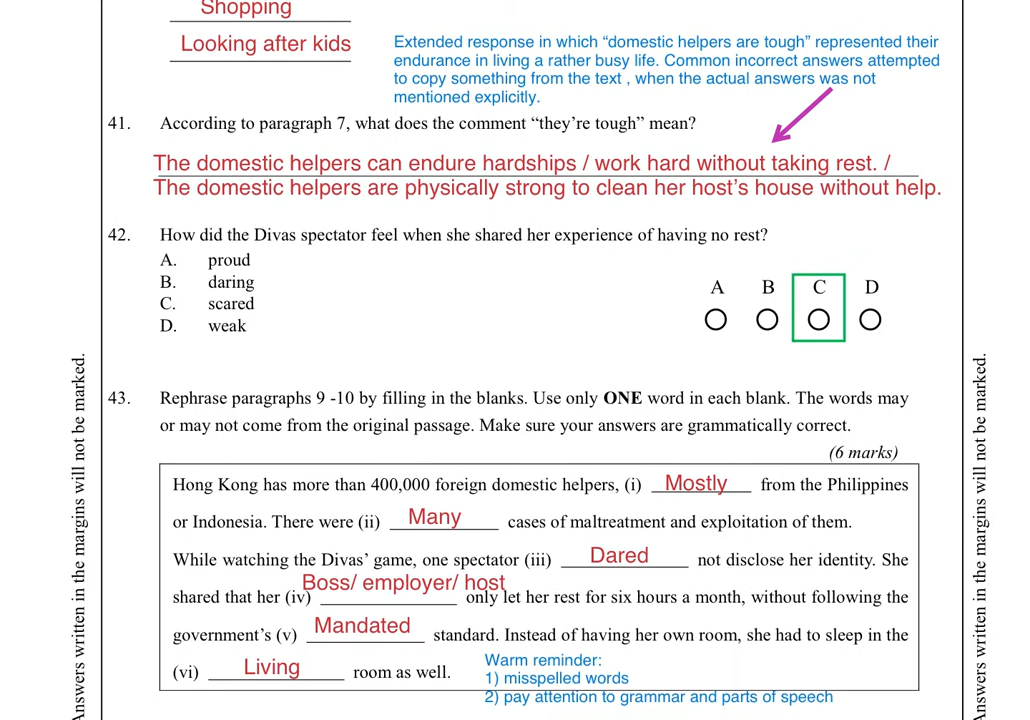 Shopping
Looking after kids
Extended response in which “domestic helpers are tough” represented their
endurance in living a rather busy life. Common incorrect answers attempted
to copy something from the text , when the actual answers was not
mentioned explicitly.
41. According to paragraph 7, what does the comment “they’re tough” mean?
The domestic helpers can endure hardships / work hard without taking rest. /
The domestic helpers are physically strong to clean her host’s house without help.
42. How did the Divas spectator feel when she shared her experience of having no rest?
A. proud
B. daring
C. scared
D. weak
A B C D
43. Rephrase paragraphs 9 -10 by filling in the blanks. Use only ONE word in each blank. The words may
or may not come from the original passage. Make sure your answers are grammatically correct.
(6 marks)
Hong Kong has more than 400,000 foreign domestic helpers, (i) Mostly from the Philippines
or Indonesia. There were (ii) Many cases of maltreatment and exploitation of them.
While watching the Divas’ game, one spectator (iii) Dared not disclose her identity. She
shared that her (iv) Boss/ employer/ host only let her rest for six hours a month, without following the
government’s (v) Mandated standard. Instead of having her own room, she had to sleep in the
(vi) Living room as well.
Warm reminder:
1) misspelled words
2) pay attention to grammar and parts of speech
Answers written in the margins will not be marked.
Answers written in the margins will not be marked.